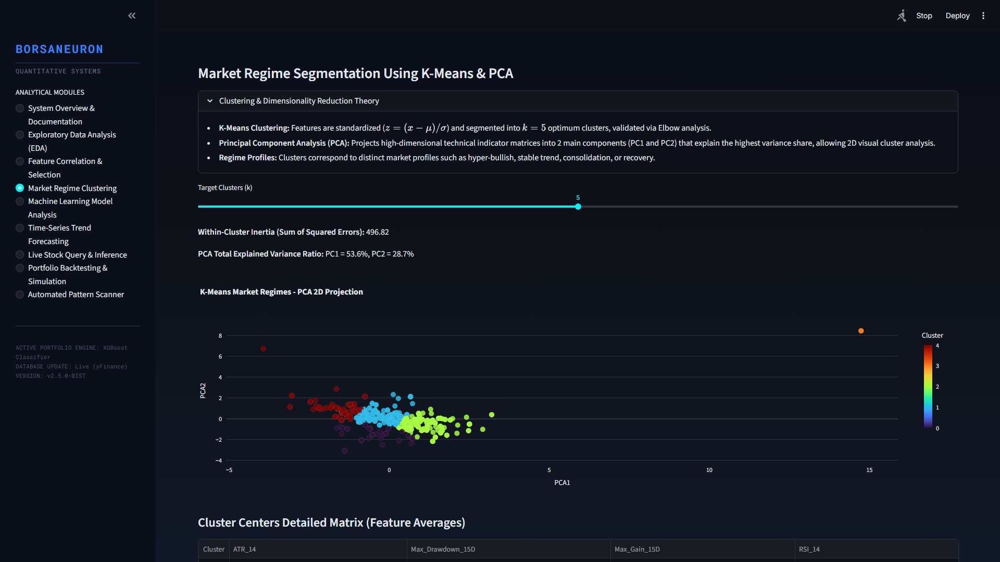 Stop
Deploy
BORSANEURON
QUANTITATIVE SYSTEMS
ANALYTICAL MODULES
System Overview &
Documentation
Exploratory Data Analysis
(EDA)
Feature Correlation &
Selection
Market Regime Clustering
Machine Learning Model
Analysis
Time-Series Trend
Forecasting
Live Stock Query & Inference
Portfolio Backtesting &
Simulation
Automated Pattern Scanner
ACTIVE PORTFOLIO ENGINE: XGBoost
Classifier
DATABASE UPDATE: Live (yFinance)
VERSION: v2.5.0-BIST
Market Regime Segmentation Using K-Means & PCA
Clustering & Dimensionality Reduction Theory
• K-Means Clustering: Features are standardized (z = (x − μ)/σ) and segmented into k = 5 optimum clusters, validated via Elbow analysis.
• Principal Component Analysis (PCA): Projects high-dimensional technical indicator matrices into 2 main components (PC1 and PC2) that explain the highest variance share, allowing 2D visual cluster analysis.
• Regime Profiles: Clusters correspond to distinct market profiles such as hyper-bullish, stable trend, consolidation, or recovery.
Target Clusters (k)
5
Within-Cluster Inertia (Sum of Squared Errors): 496.82
PCA Total Explained Variance Ratio: PC1 = 53.6%, PC2 = 28.7%
K-Means Market Regimes - PCA 2D Projection
8
6
4
2
0
−2
−4
PCA2
−5
0
5
10
15
PCA1
Cluster
4
3
2
1
0
Cluster Centers Detailed Matrix (Feature Averages)
Cluster ATR_14 Max_Drawdown_15D Max_Gain_15D RSI_14